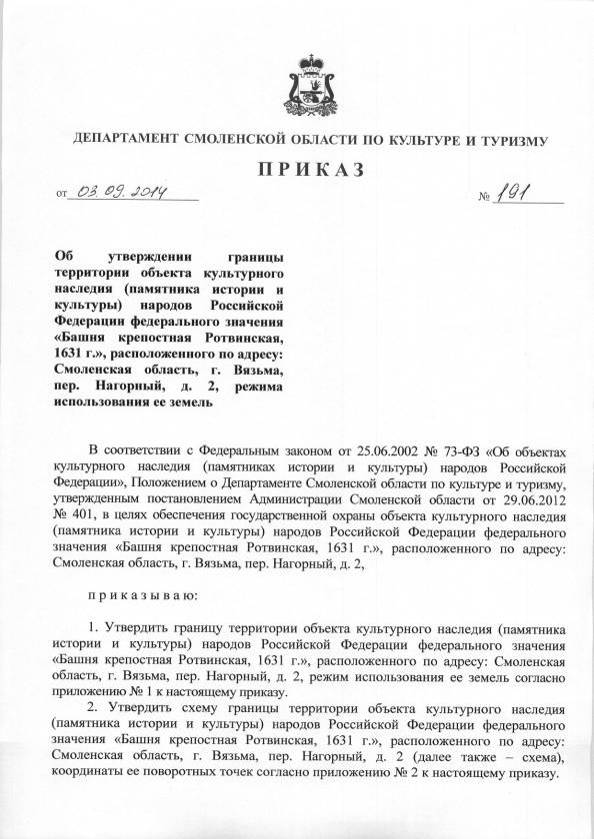 ДЕПАРТАМЕНТ СМОЛЕНСКОЙ ОБЛАСТИ ПО КУЛЬТУРЕ И ТУРИЗМУ
П Р И К А З
от 03.09.2014 № 191
Об утверждении границы
территории объекта культурного
наследия (памятника истории и
культуры) народов Российской
Федерации федерального значения
«Башня крепостная Ротвинская,
1631 г.», расположенного по адресу:
Смоленская область, г. Вязьма,
пер. Нагорный, д. 2, режима
использования ее земель
В соответствии с Федеральным законом от 25.06.2002 № 73-ФЗ «Об объектах
культурного наследия (памятниках истории и культуры) народов Российской
Федерации», Положением о Департаменте Смоленской области по культуре и туризму,
утвержденным постановлением Администрации Смоленской области от 29.06.2012
№ 401, в целях обеспечения государственной охраны объекта культурного наследия
(памятника истории и культуры) народов Российской Федерации федерального
значения «Башня крепостная Ротвинская, 1631 г.», расположенного по адресу:
Смоленская область, г. Вязьма, пер. Нагорный, д. 2,
п р и к а з ы в а ю:
1. Утвердить границу территории объекта культурного наследия (памятника
истории и культуры) народов Российской Федерации федерального значения
«Башня крепостная Ротвинская, 1631 г.», расположенного по адресу: Смоленская
область, г. Вязьма, пер. Нагорный, д. 2, режим использования ее земель согласно
приложению № 1 к настоящему приказу.
2. Утвердить схему границы территории объекта культурного наследия
(памятника истории и культуры) народов Российской Федерации федерального
значения «Башня крепостная Ротвинская, 1631 г.», расположенного по адресу:
Смоленская область, г. Вязьма, пер. Нагорный, д. 2 (далее также – схема),
координаты ее поворотных точек согласно приложению № 2 к настоящему приказу.